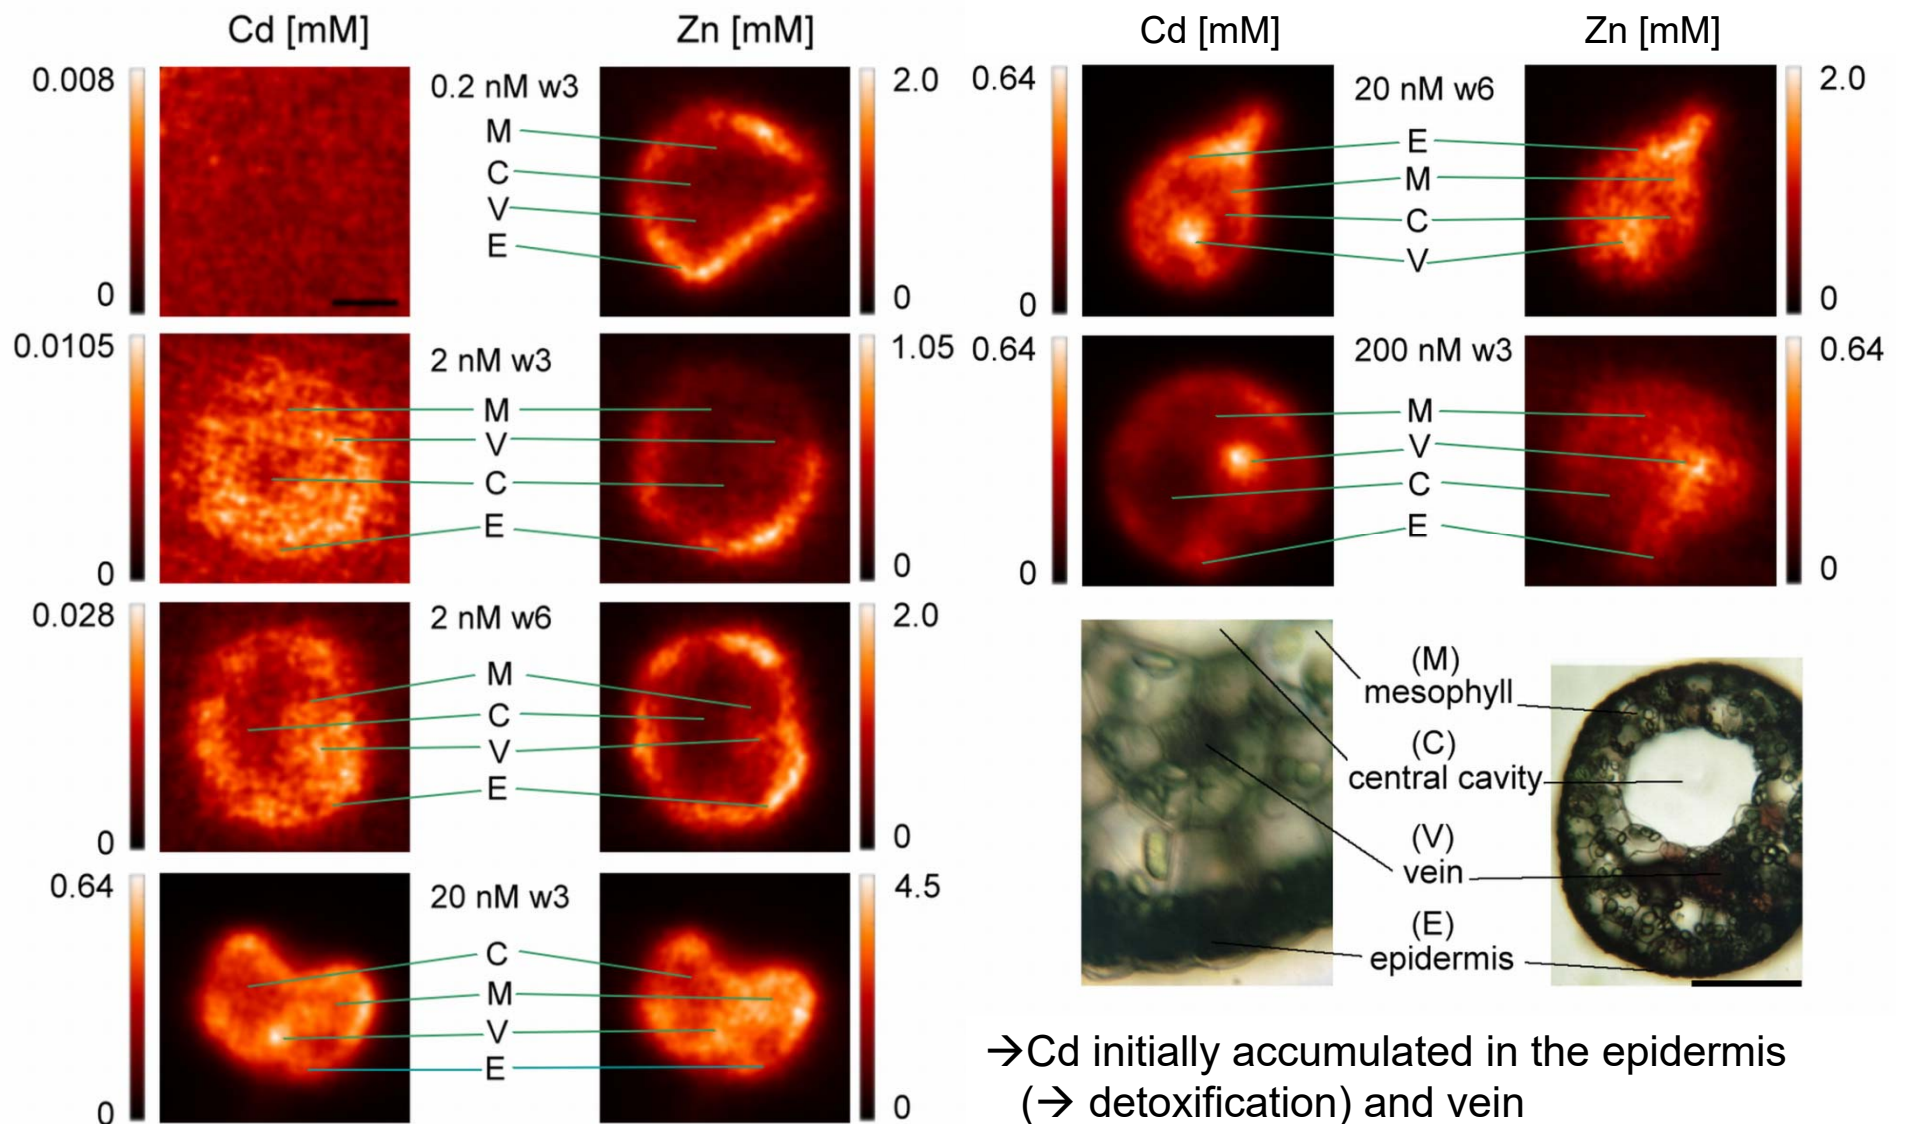 Cd [mM]
Zn [mM]
0.008
0
0.2 nM w3
M
C
V
E
2.0
0
0.0105
0
2 nM w3
M
V
C
E
1.05
0
0.028
0
2 nM w6
M
C
V
E
2.0
0
0.64
0
20 nM w3
C
M
V
E
4.5
0
Cd [mM]
Zn [mM]
0.64
0
20 nM w6
E
M
C
V
2.0
0
0.64
0
200 nM w3
M
V
C
E
0.64
0
(M)
mesophyll
(C)
central cavity
(V)
vein
(E)
epidermis
→Cd initially accumulated in the epidermis
(→ detoxification) and vein